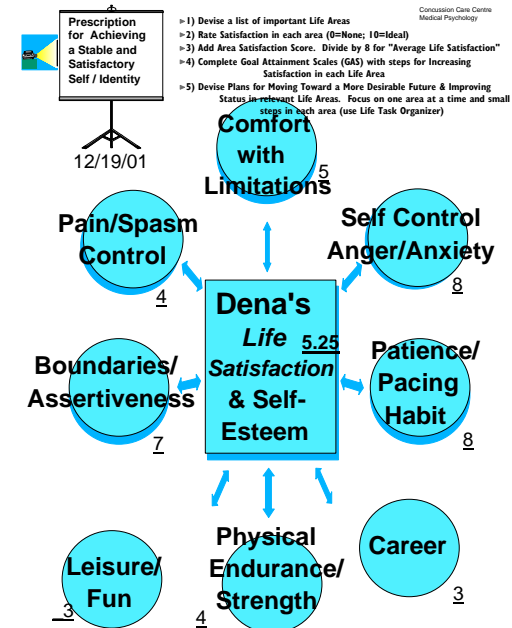 Concussion Care Centre
Medical Psychology
Prescription
for Achieving
a Stable and
Satisfactory
Self / Identity
12/19/01
1) Devise a list of important Life Areas
2) Rate Satisfaction in each area (0=None; 10=Ideal)
3) Add Area Satisfaction Score. Divide by 8 for "Average Life Satisfaction"
4) Complete Goal Attainment Scales (GAS) with steps for Increasing
Satisfaction in each Life Area
5) Devise Plans for Moving Toward a More Desirable Future & Improving
Status in relevant Life Areas. Focus on one area at a time and small
steps in each area (use Life Task Organizer)
Comfort
with
Limitations
5
Pain/Spasm
Control
4
Self Control
Anger/Anxiety
8
Dena's
Life
5.25
Satisfaction
& Self-
Esteem
Boundaries/
Assertiveness
7
Patience/
Pacing
Habit
8
Leisure/
Fun
_3
Physical
Endurance/
Strength
4
Career
3